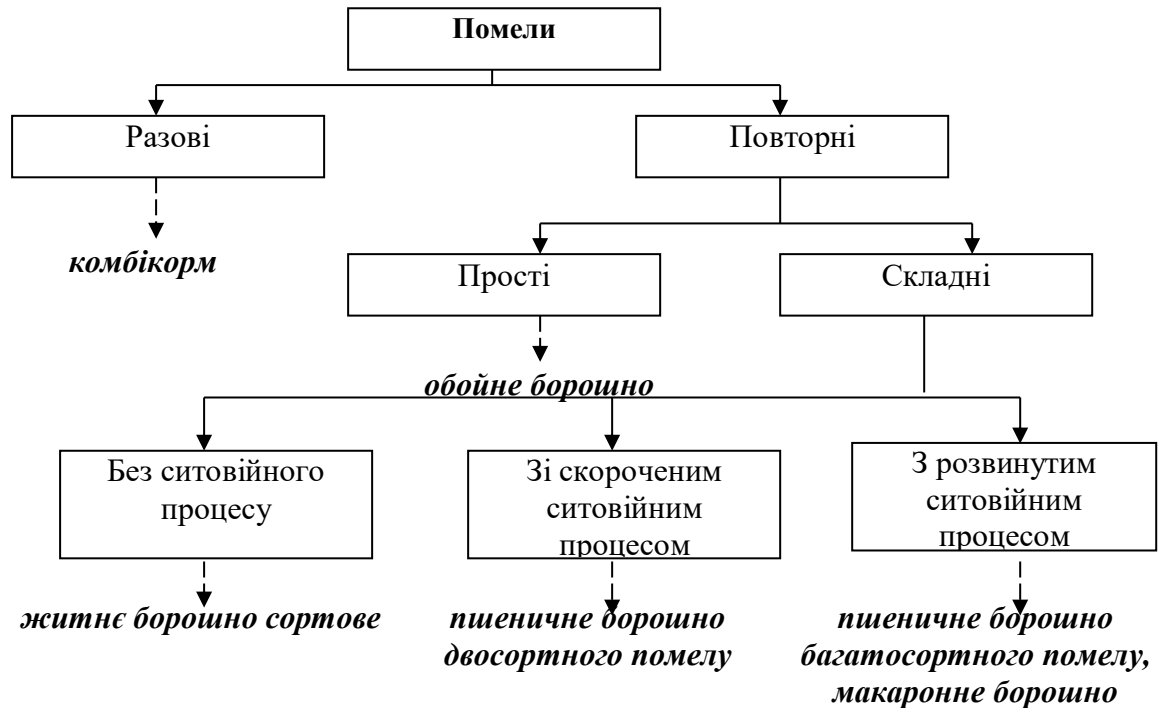 Помели
Разові
Повторні
комбікорм
Прості
Складні
обойне борошно
Без ситовійного
процесу
Зі скороченим
ситовійним
процесом
З розвинутим
ситовійним
процесом
житнє борошно сортове
пшеничне борошно
двосортного помелу
пшеничне борошно
багатосортного помелу,
макаронне борошно